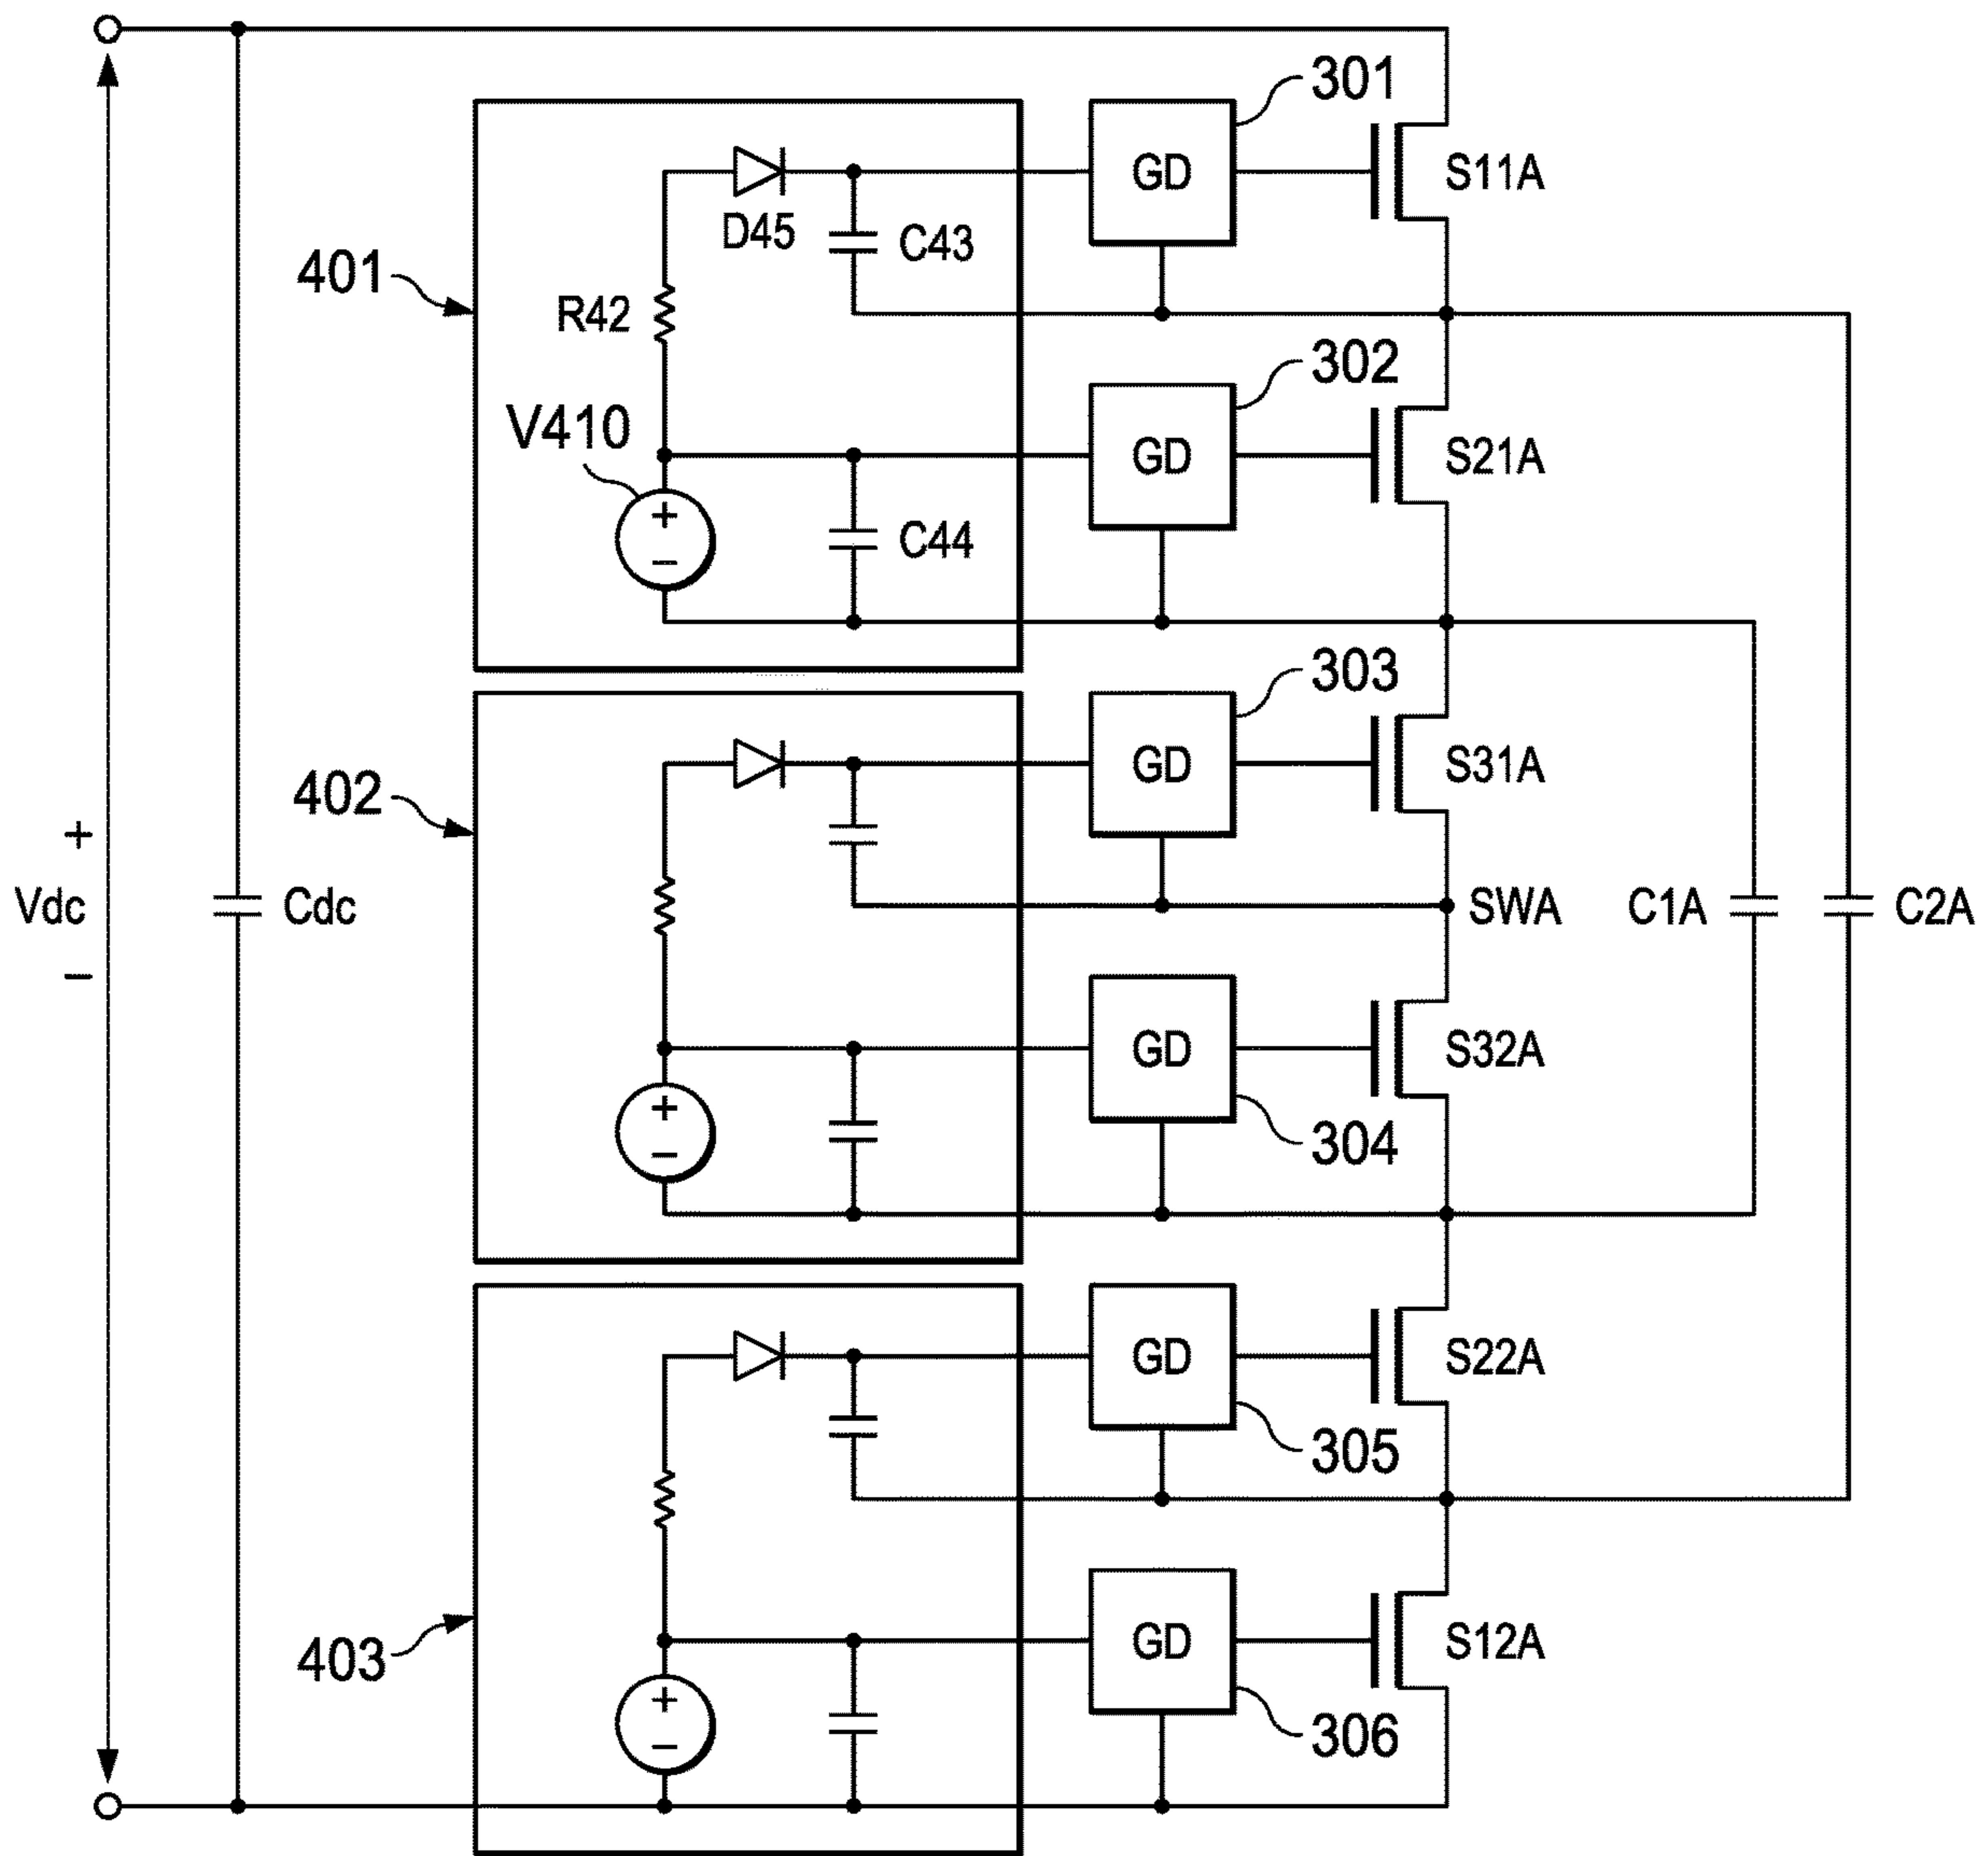 301
GD
S11A
D45
C43
401
R42
302
V410
GD
S21A
C44
303
GD
S31A
402
+
Vdc
−
Cdc
SWA
C1A
C2A
GD
S32A
304
GD
S22A
305
403
GD
S12A
306
+
−
+
−
+
−